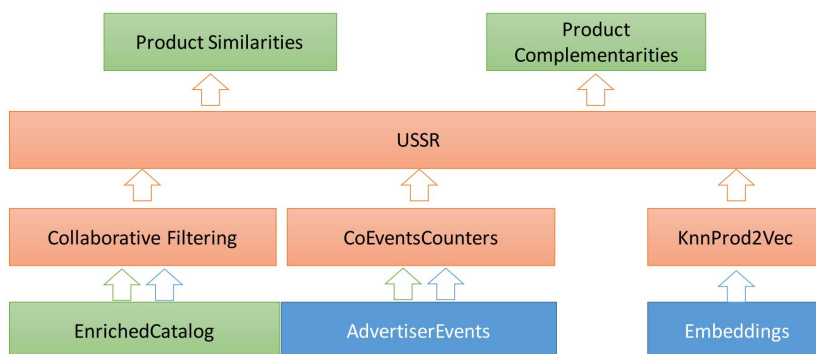 Product Similarities
Product
Complementarities
USSR
Collaborative Filtering
CoEventsCounters
KnnProd2Vec
EnrichedCatalog
AdvertiserEvents
Embeddings